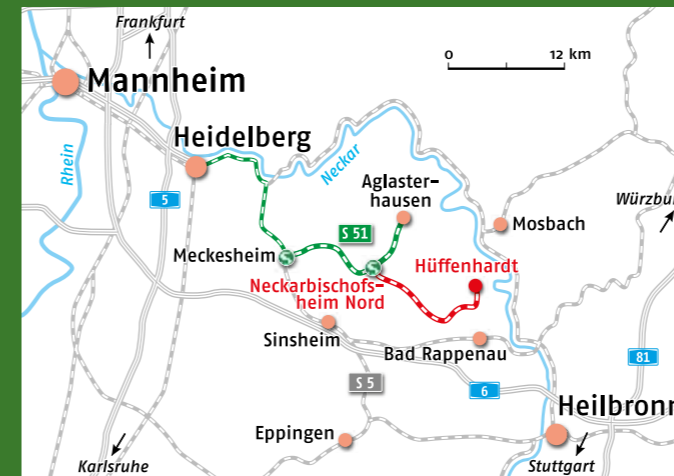 Frankfurt
0 12 km
Mannheim
Heidelberg
Rhein
Neckar
Aglaster-
hausen
5
Würzbu
S 51
Mosbach
Meckesheim
Hüffenhardt
Neckarbischofs-
heim Nord
Sinsheim
Bad Rappenau
81
S 5
6
Heilbronn
Eppingen
Karlsruhe
Stuttgart